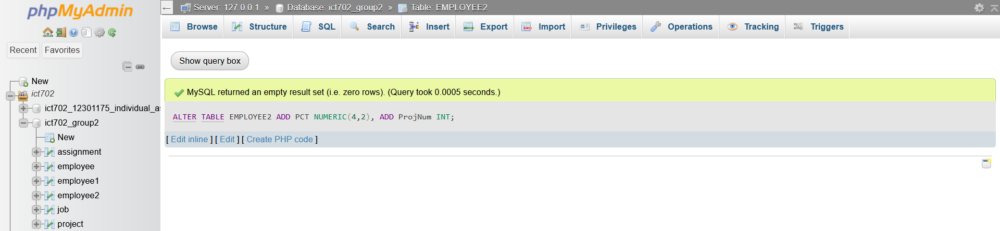 phpMyAdmin
Recent Favorites
New
ict702
ict702_12301175_individual_as
ict702_group2
New
assignment
employee
employee1
employee2
job
project
← Server: 127.0.0.1 » Database: ict702_group2 » Table: EMPLOYEE2
Browse Structure SQL Search Insert Export Import Privileges Operations Tracking Triggers
Show query box
MySQL returned an empty result set (i.e. zero rows). (Query took 0.0005 seconds.)
ALTER TABLE EMPLOYEE2 ADD PCT NUMERIC(4,2), ADD ProjNum INT;
[ Edit inline ] [ Edit ] [ Create PHP code ]